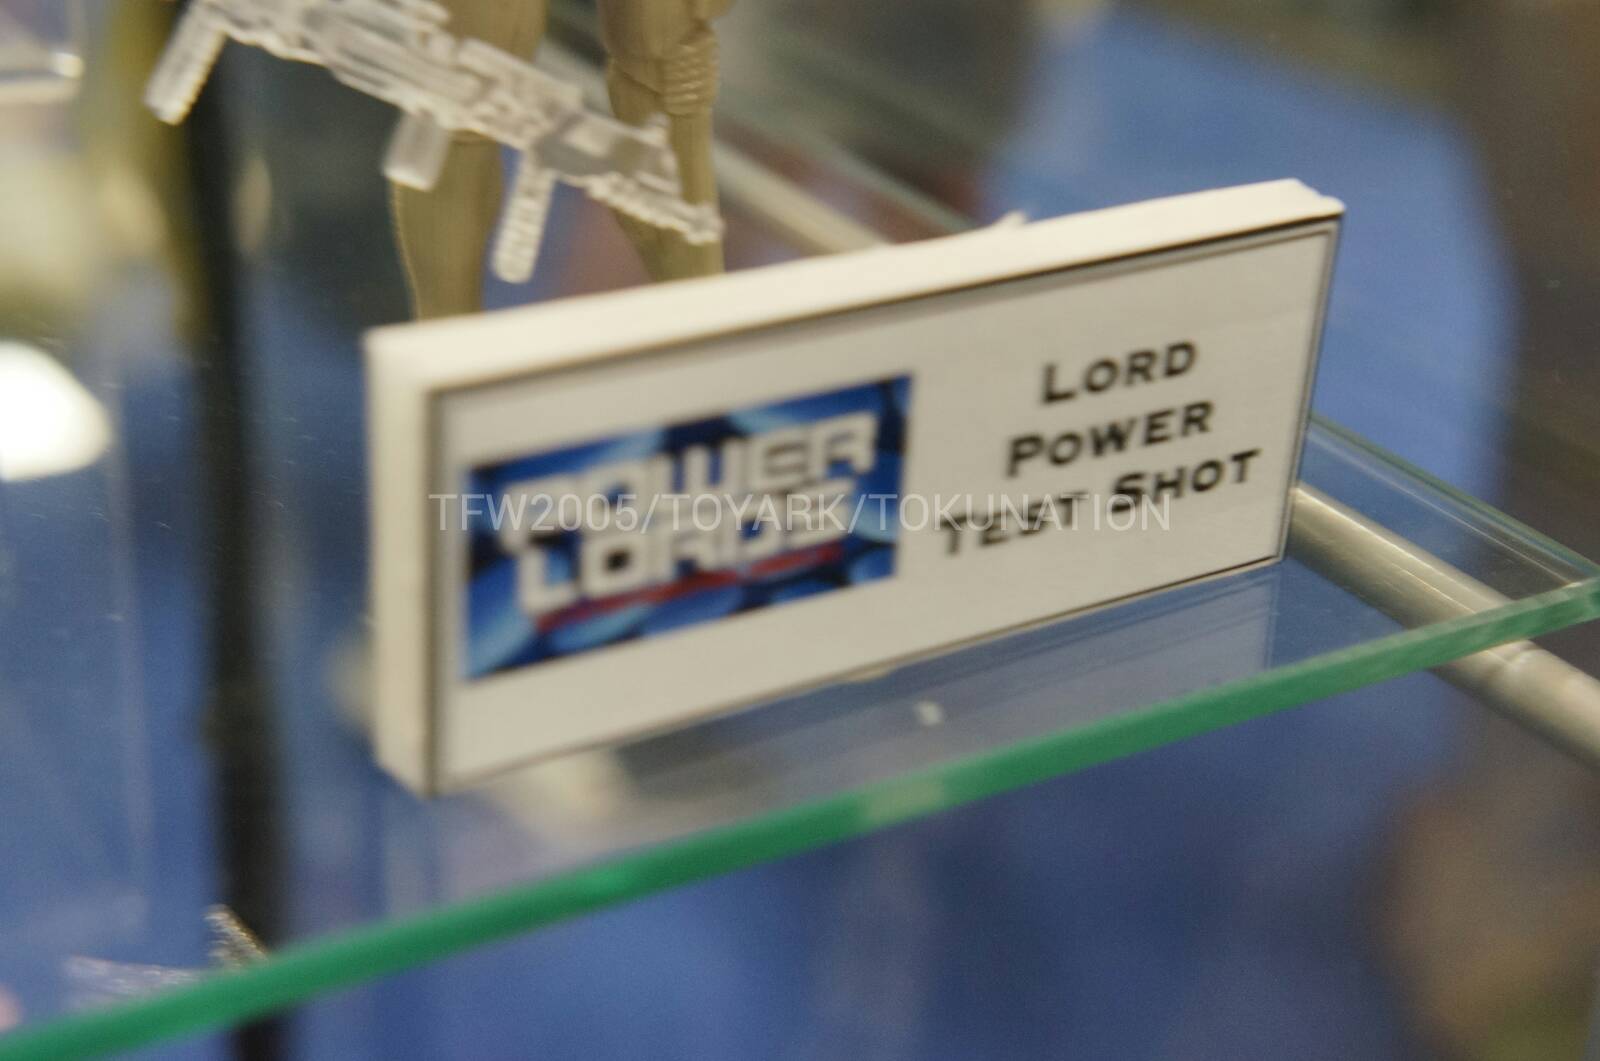 POWER
LORDS
LORD
POWER
TEST SHOT
TFW2005/TOYARK/TOKUNATION